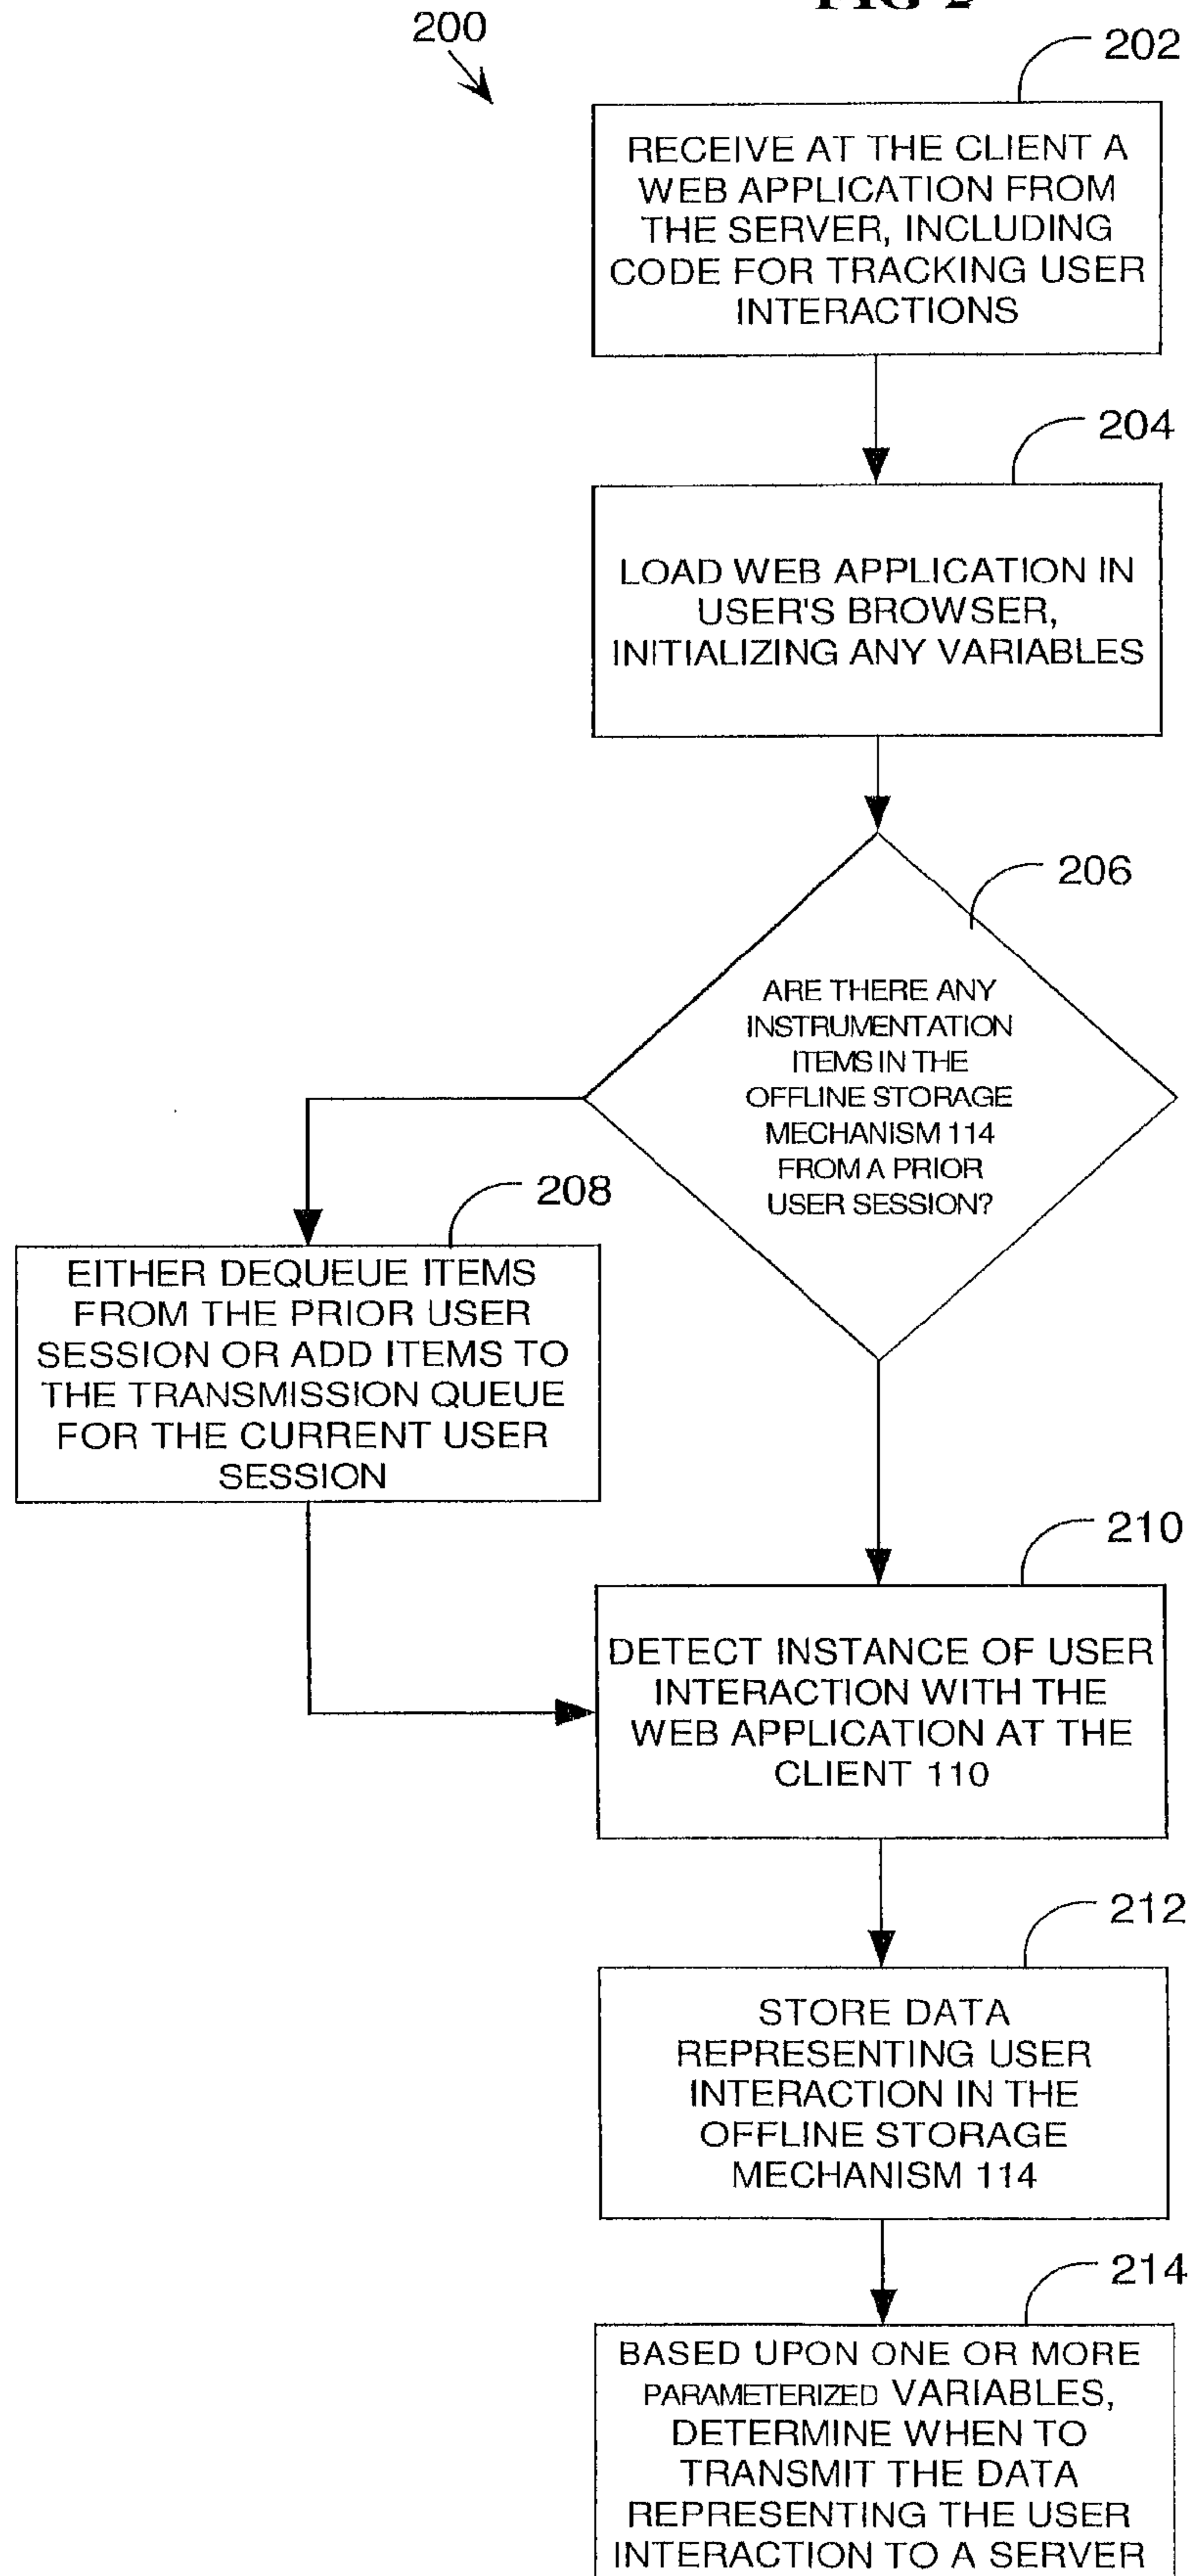 FIG 2
200
202
RECEIVE AT THE CLIENT A
WEB APPLICATION FROM
THE SERVER, INCLUDING
CODE FOR TRACKING USER
INTERACTIONS
204
LOAD WEB APPLICATION IN
USER'S BROWSER,
INITIALIZING ANY VARIABLES
206
ARE THERE ANY
INSTRUMENTATION
ITEMS IN THE
OFFLINE STORAGE
MECHANISM 114
FROM A PRIOR
USER SESSION?
208
EITHER DEQUEUE ITEMS
FROM THE PRIOR USER
SESSION OR ADD ITEMS TO
THE TRANSMISSION QUEUE
FOR THE CURRENT USER
SESSION
210
DETECT INSTANCE OF USER
INTERACTION WITH THE
WEB APPLICATION AT THE
CLIENT 110
212
STORE DATA
REPRESENTING USER
INTERACTION IN THE
OFFLINE STORAGE
MECHANISM 114
214
BASED UPON ONE OR MORE
PARAMETERIZED VARIABLES,
DETERMINE WHEN TO
TRANSMIT THE DATA
REPRESENTING THE USER
INTERACTION TO A SERVER